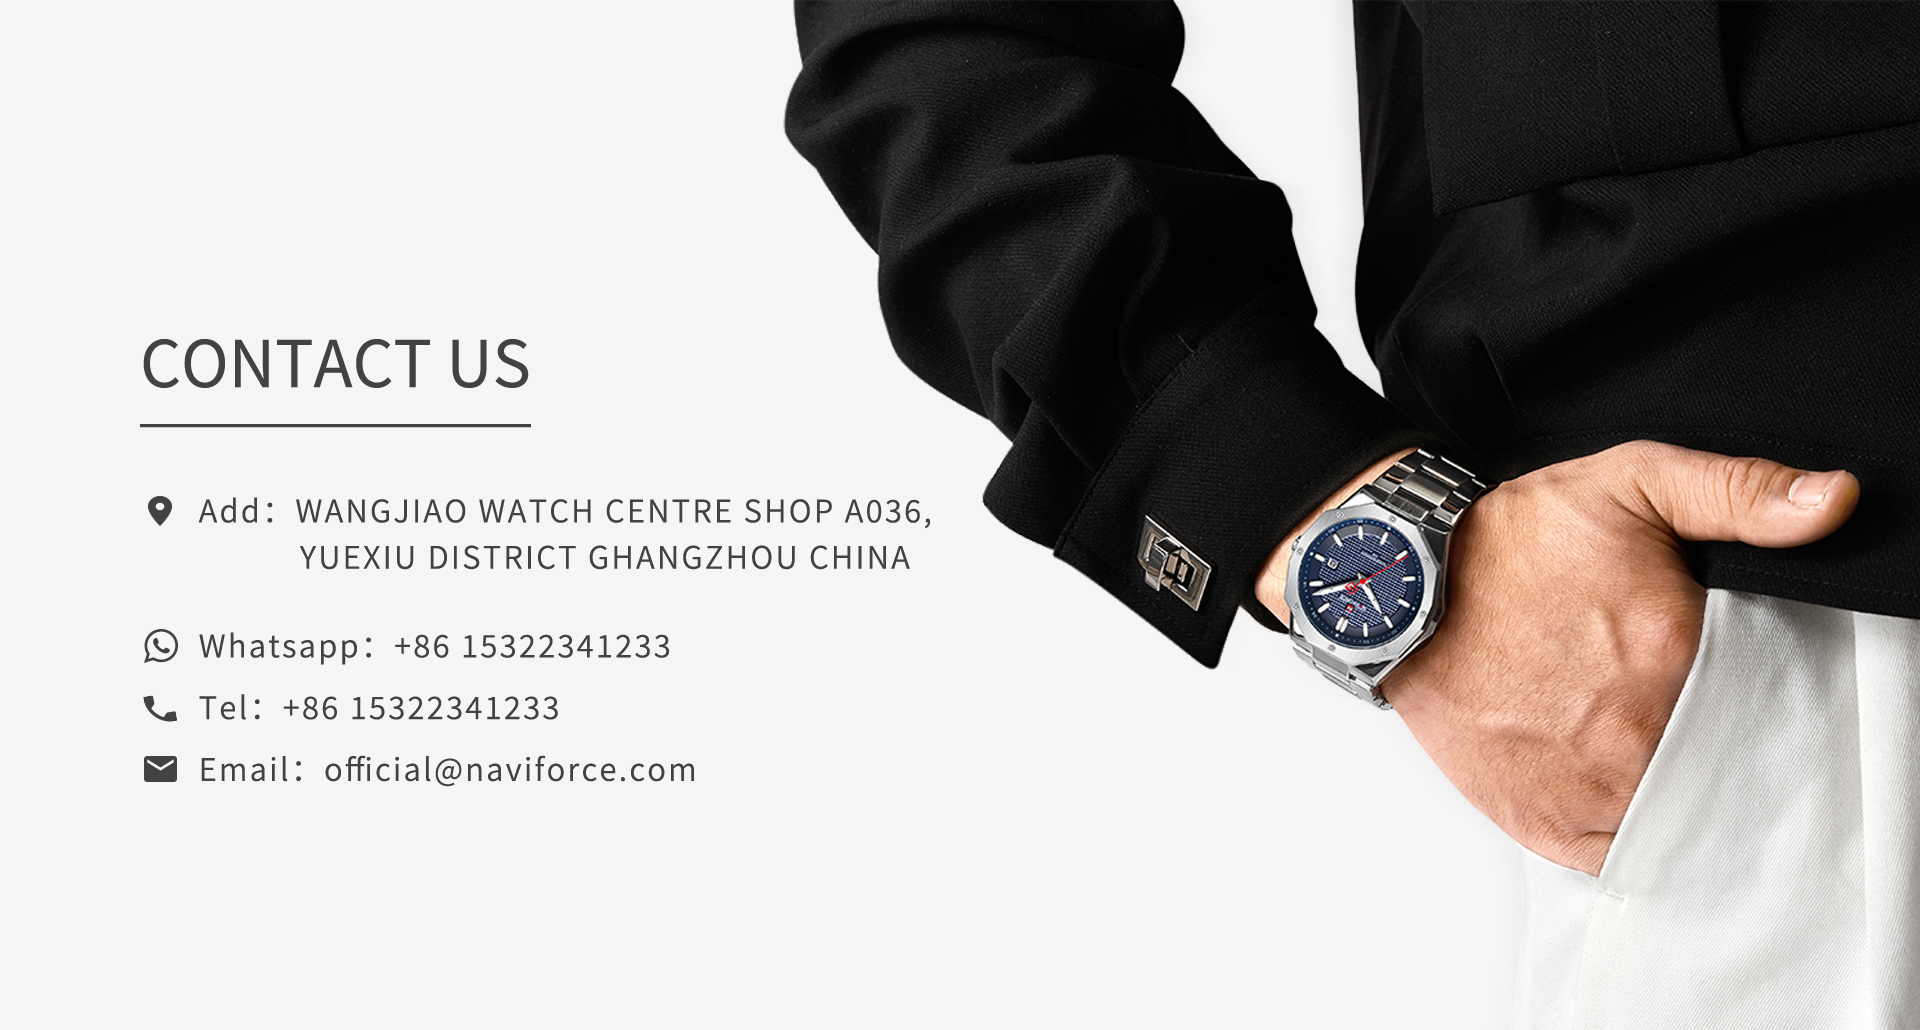 CONTACT US
Add：WANGJIAO WATCH CENTRE SHOP A036,
YUEXIU DISTRICT GHANGZHOU CHINA
Whatsapp：+86 15322341233
Tel：+86 15322341233
Email：official@naviforce.com